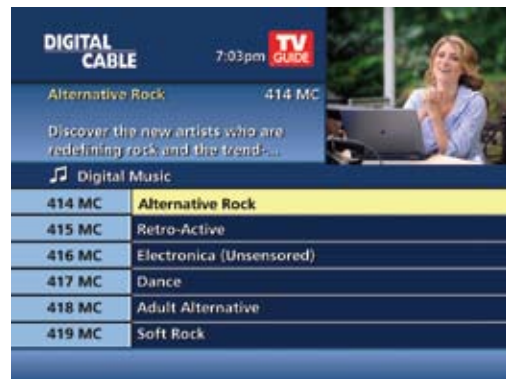 DIGITAL
CABLE
7:03pm
TV
GUIDE
Alternative Rock 414 MC
Discover the new artists who are
redefining rock and the trend-...
Digital Music
414 MC Alternative Rock
415 MC Retro-Active
416 MC Electronica (Unsensored)
417 MC Dance
418 MC Adult Alternative
419 MC Soft Rock